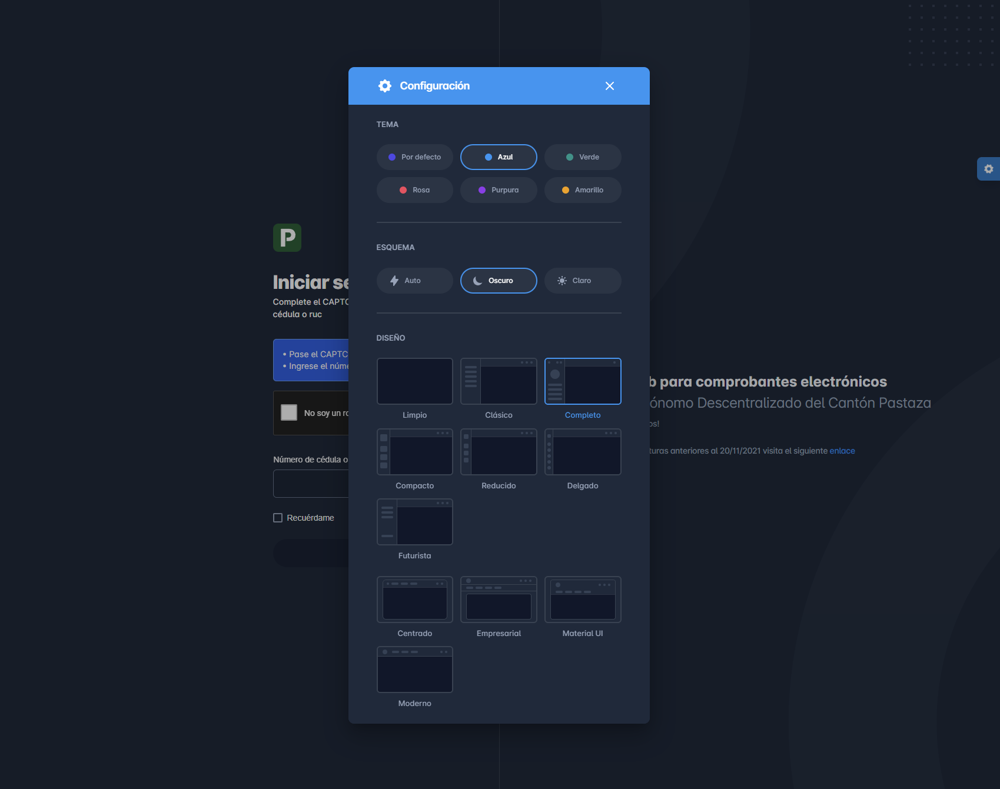 Configuración
TEMA
Por defecto
Azul
Verde
Rosa
Purpura
Amarillo
ESQUEMA
Auto
Oscuro
Claro
DISEÑO
Limpio
Clásico
Completo
Compacto
Reducido
Delgado
Futurista
Centrado
Empresarial
Material UI
Moderno
P
Iniciar se
Complete el CAPTC
cédula o ruc
• Pase el CAPTC
• Ingrese el núme
No soy un ro
Número de cédula o
Recuérdame
b para comprobantes electrónicos
ónomo Descentralizado del Cantón Pastaza
os!
turas anteriores al 20/11/2021 visita el siguiente enlace